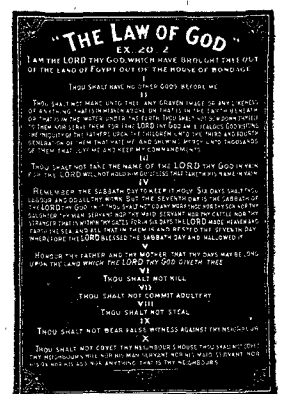 "THE LAW OF GOD"
EX. 20. 2
I AM THE LORD THY GOD, WHICH HAVE BROUGHT THEE OUT
OF THE LAND OF EGYPT OUT OF THE HOUSE OF BONDAGE
I
THOU SHALT HAVE NO OTHER GODS BEFORE ME
II
THOU SHALT NOT MAKE UNTO THEE ANY GRAVEN IMAGE OR ANY LIKENESS
OF ANYTHING THAT IS IN HEAVEN ABOVE OR THAT IS IN THE EARTH BENEATH
OR THAT IS IN THE WATER UNDER THE EARTH THOU SHALT NOT BOW DOWN THYSELF
TO THEM NOR SERVE THEM FOR I THE LORD THY GOD AM A JEALOUS GOD VISITING
THE INIQUITY OF THE FATHERS UPON THE CHILDREN UNTO THE THIRD AND FOURTH
GENERATION OF THEM THAT HATE ME AND SHEWING MERCY UNTO THOUSANDS
OF THEM THAT LOVE ME AND KEEP MY COMMANDMENTS
III
THOU SHALT NOT TAKE THE NAME OF THE LORD THY GOD IN VAIN
FOR THE LORD WILL NOT HOLD HIM GUILTLESS THAT TAKETH HIS NAME IN VAIN
IV
REMEMBER THE SABBATH DAY TO KEEP IT HOLY SIX DAYS SHALT THOU
LABOUR AND DO ALL THY WORK BUT THE SEVENTH DAY IS THE SABBATH OF
THE LORD THY GOD IN IT THOU SHALT NOT DO ANY WORK THOU NOR THY SON NOR THY
DAUGHTER THY MAN SERVANT NOR THY MAID SERVANT NOR THY CATTLE NOR THY
STRANGER THAT IS WITHIN THY GATES FOR IN SIX DAYS THE LORD MADE HEAVEN AND
EARTH THE SEA AND ALL THAT IN THEM IS AND RESTED THE SEVENTH DAY
WHEREFORE THE LORD BLESSED THE SABBATH DAY AND HALLOWED IT
V
HONOUR THY FATHER AND THY MOTHER THAT THY DAYS MAY BE LONG
UPON THE LAND WHICH THE LORD THY GOD GIVETH THEE
VI
THOU SHALT NOT KILL
VII
THOU SHALT NOT COMMIT ADULTERY
VIII
THOU SHALT NOT STEAL
IX
THOU SHALT NOT BEAR FALSE WITNESS AGAINST THY NEIGHBOUR
X
THOU SHALT NOT COVET THY NEIGHBOUR'S HOUSE THOU SHALT NOT COVET
THY NEIGHBOUR'S WIFE NOR HIS MAN SERVANT NOR HIS MAID SERVANT NOR
HIS OX NOR HIS ASS NOR ANYTHING THAT IS THY NEIGHBOURS